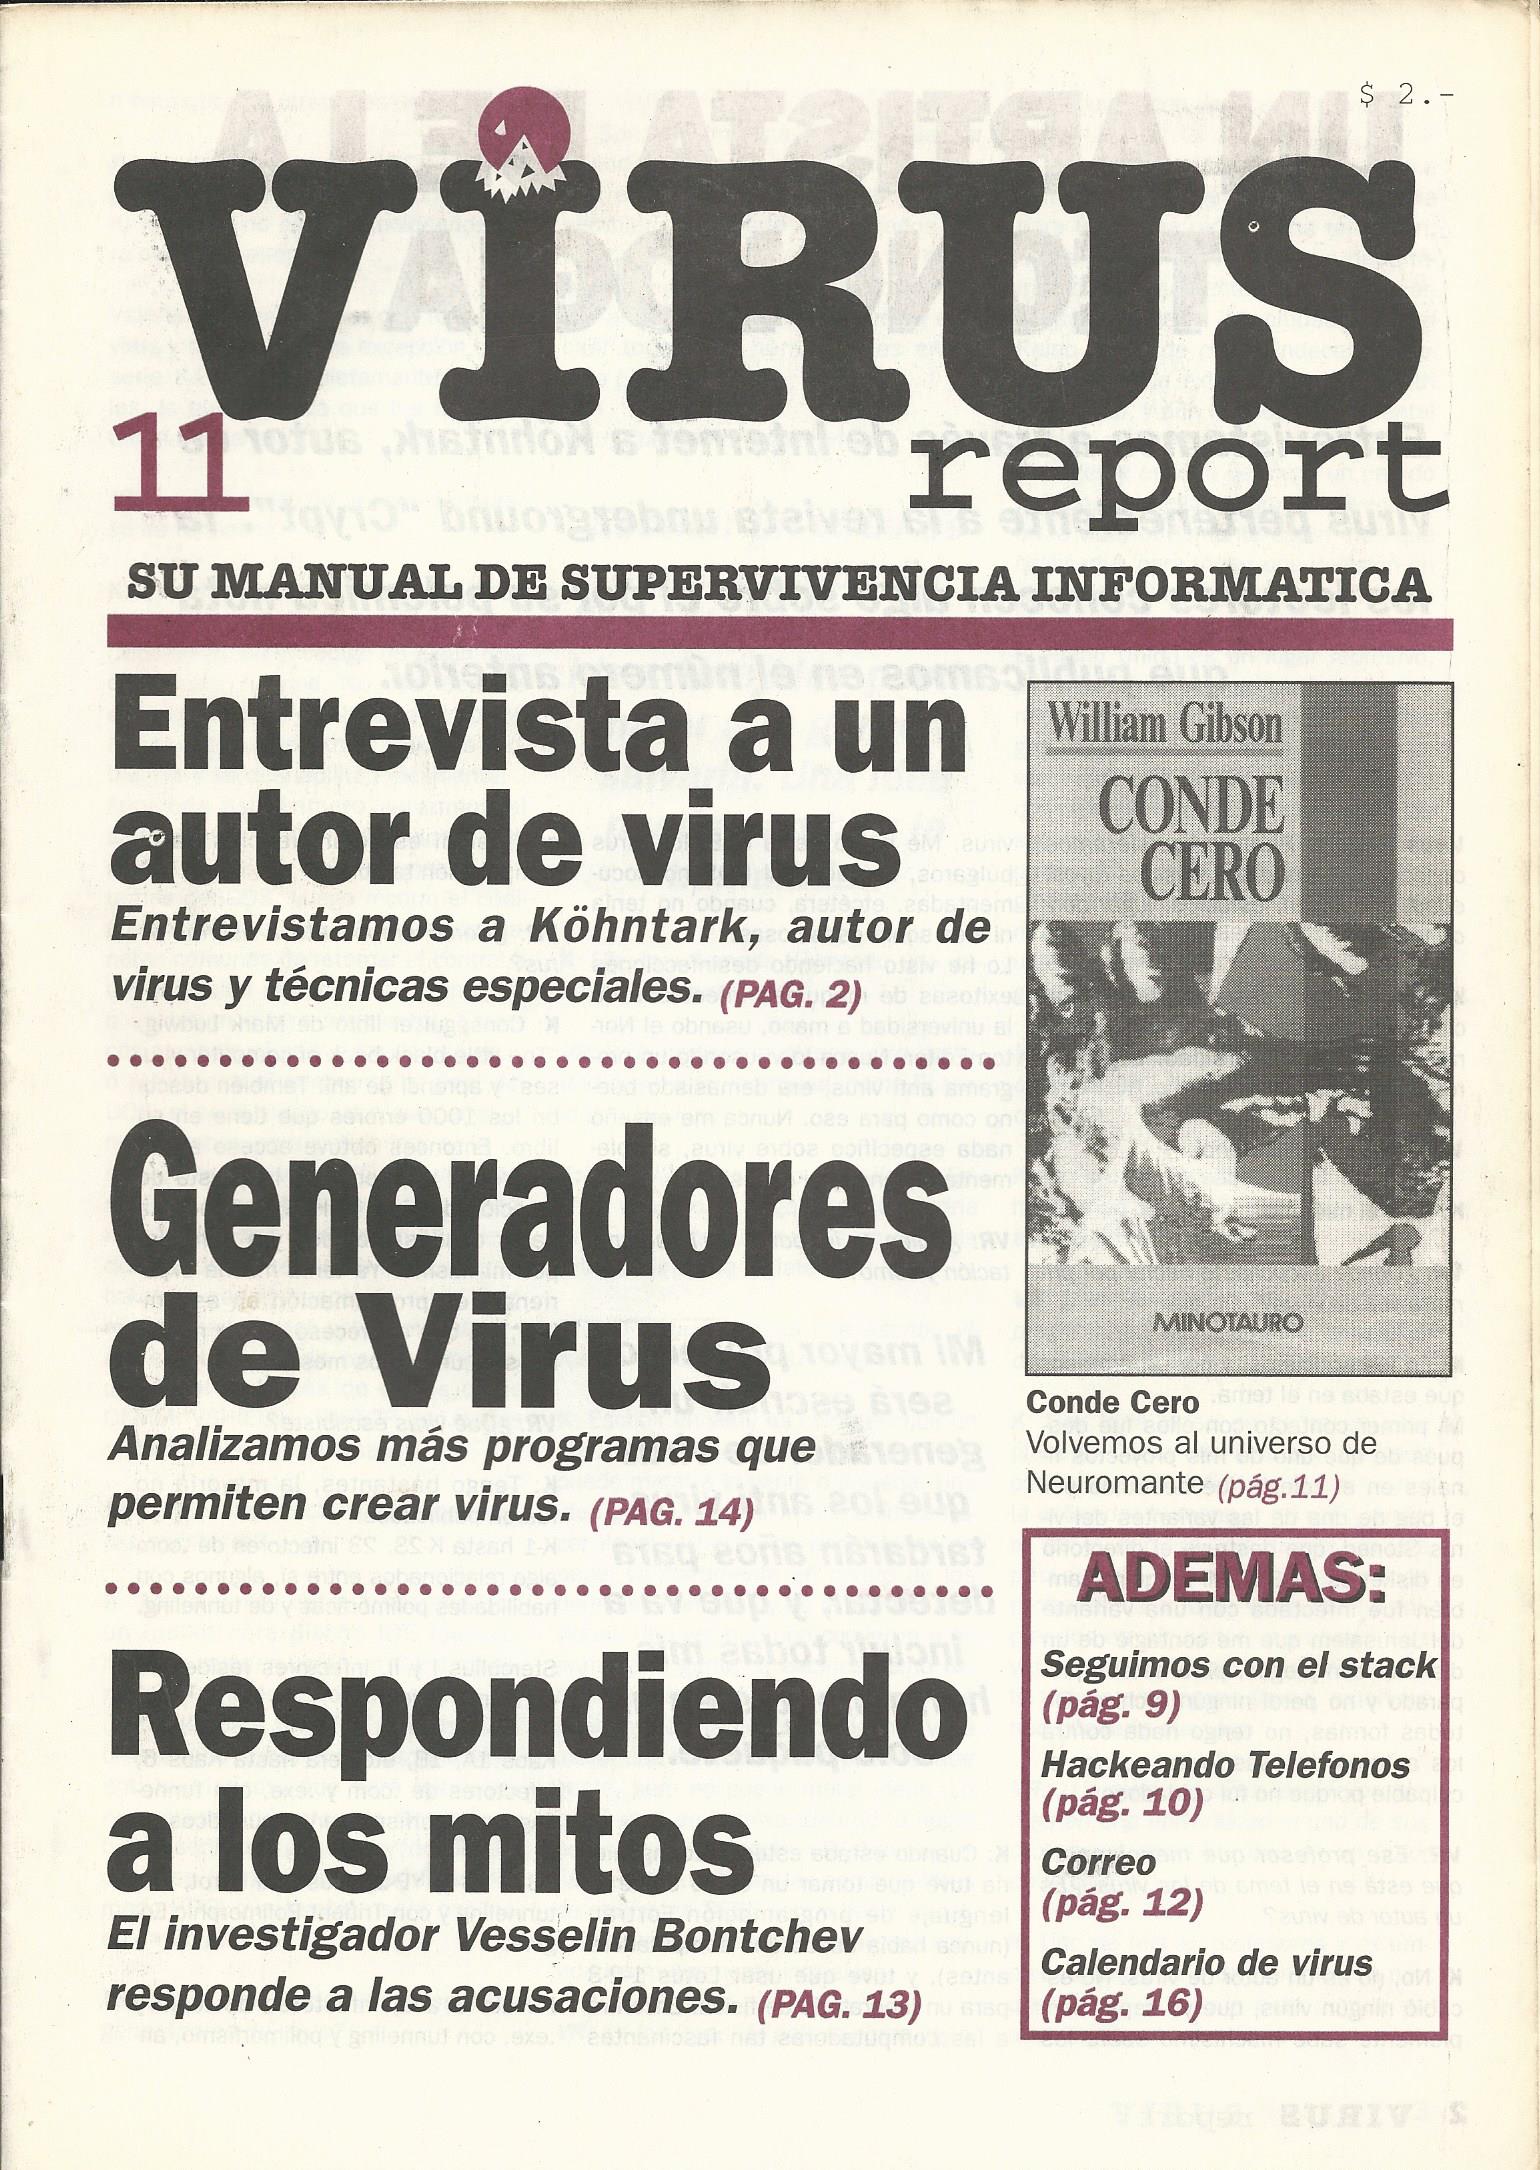 $ 2.-
VIRUS
report
11
SU MANUAL DE SUPERVIVENCIA INFORMATICA
Entrevista a un
autor de virus
Entrevistamos a Köhntark, autor de
virus y técnicas especiales. (PAG. 2)
Generadores
de Virus
Analizamos más programas que
permiten crear virus. (PAG. 14)
Respondiendo
a los mitos
El investigador Vesselin Bontchev
responde a las acusaciones. (PAG. 13)
William Gibson
CONDE
CERO
MINOTAURO
Conde Cero
Volvemos al universo de
Neuromante (pág.11)
ADEMAS:
Seguimos con el stack
(pág. 9)
Hackeando Telefonos
(pág. 10)
Correo
(pág. 12)
Calendario de virus
(pág. 16)